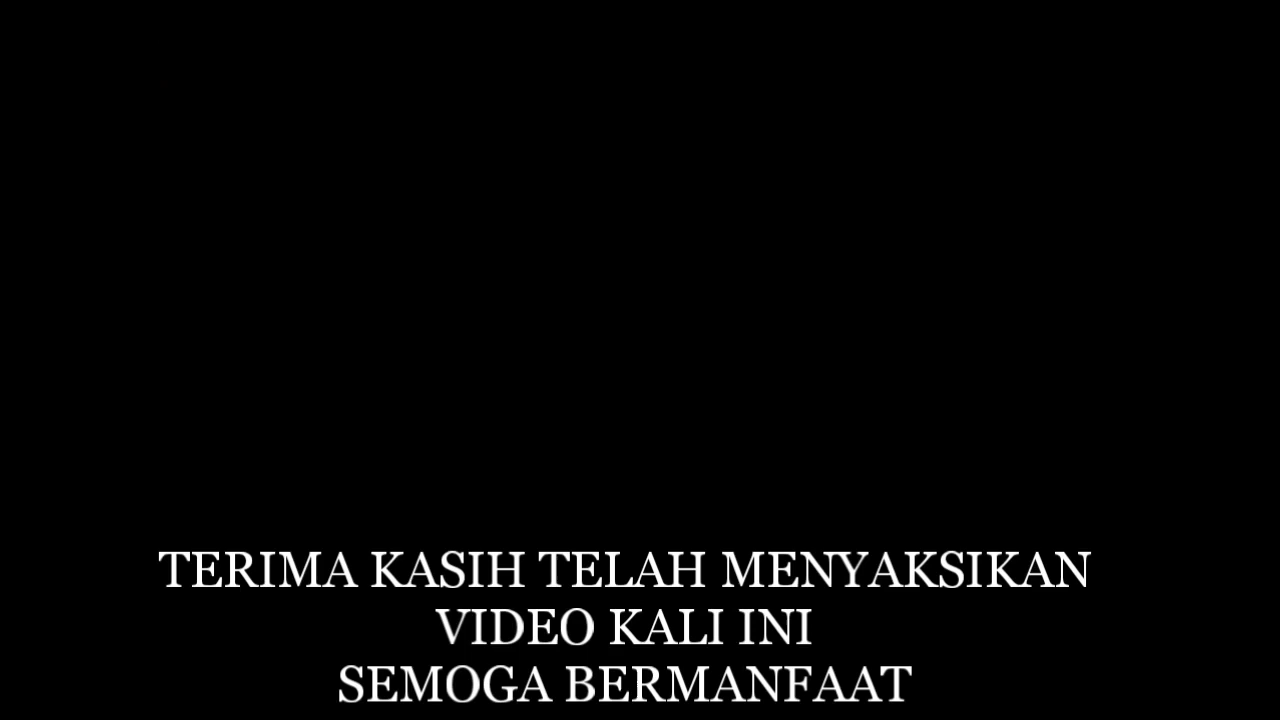 TERIMA KASIH TELAH MENYAKSIKAN
VIDEO KALI INI
SEMOGA BERMANFAAT